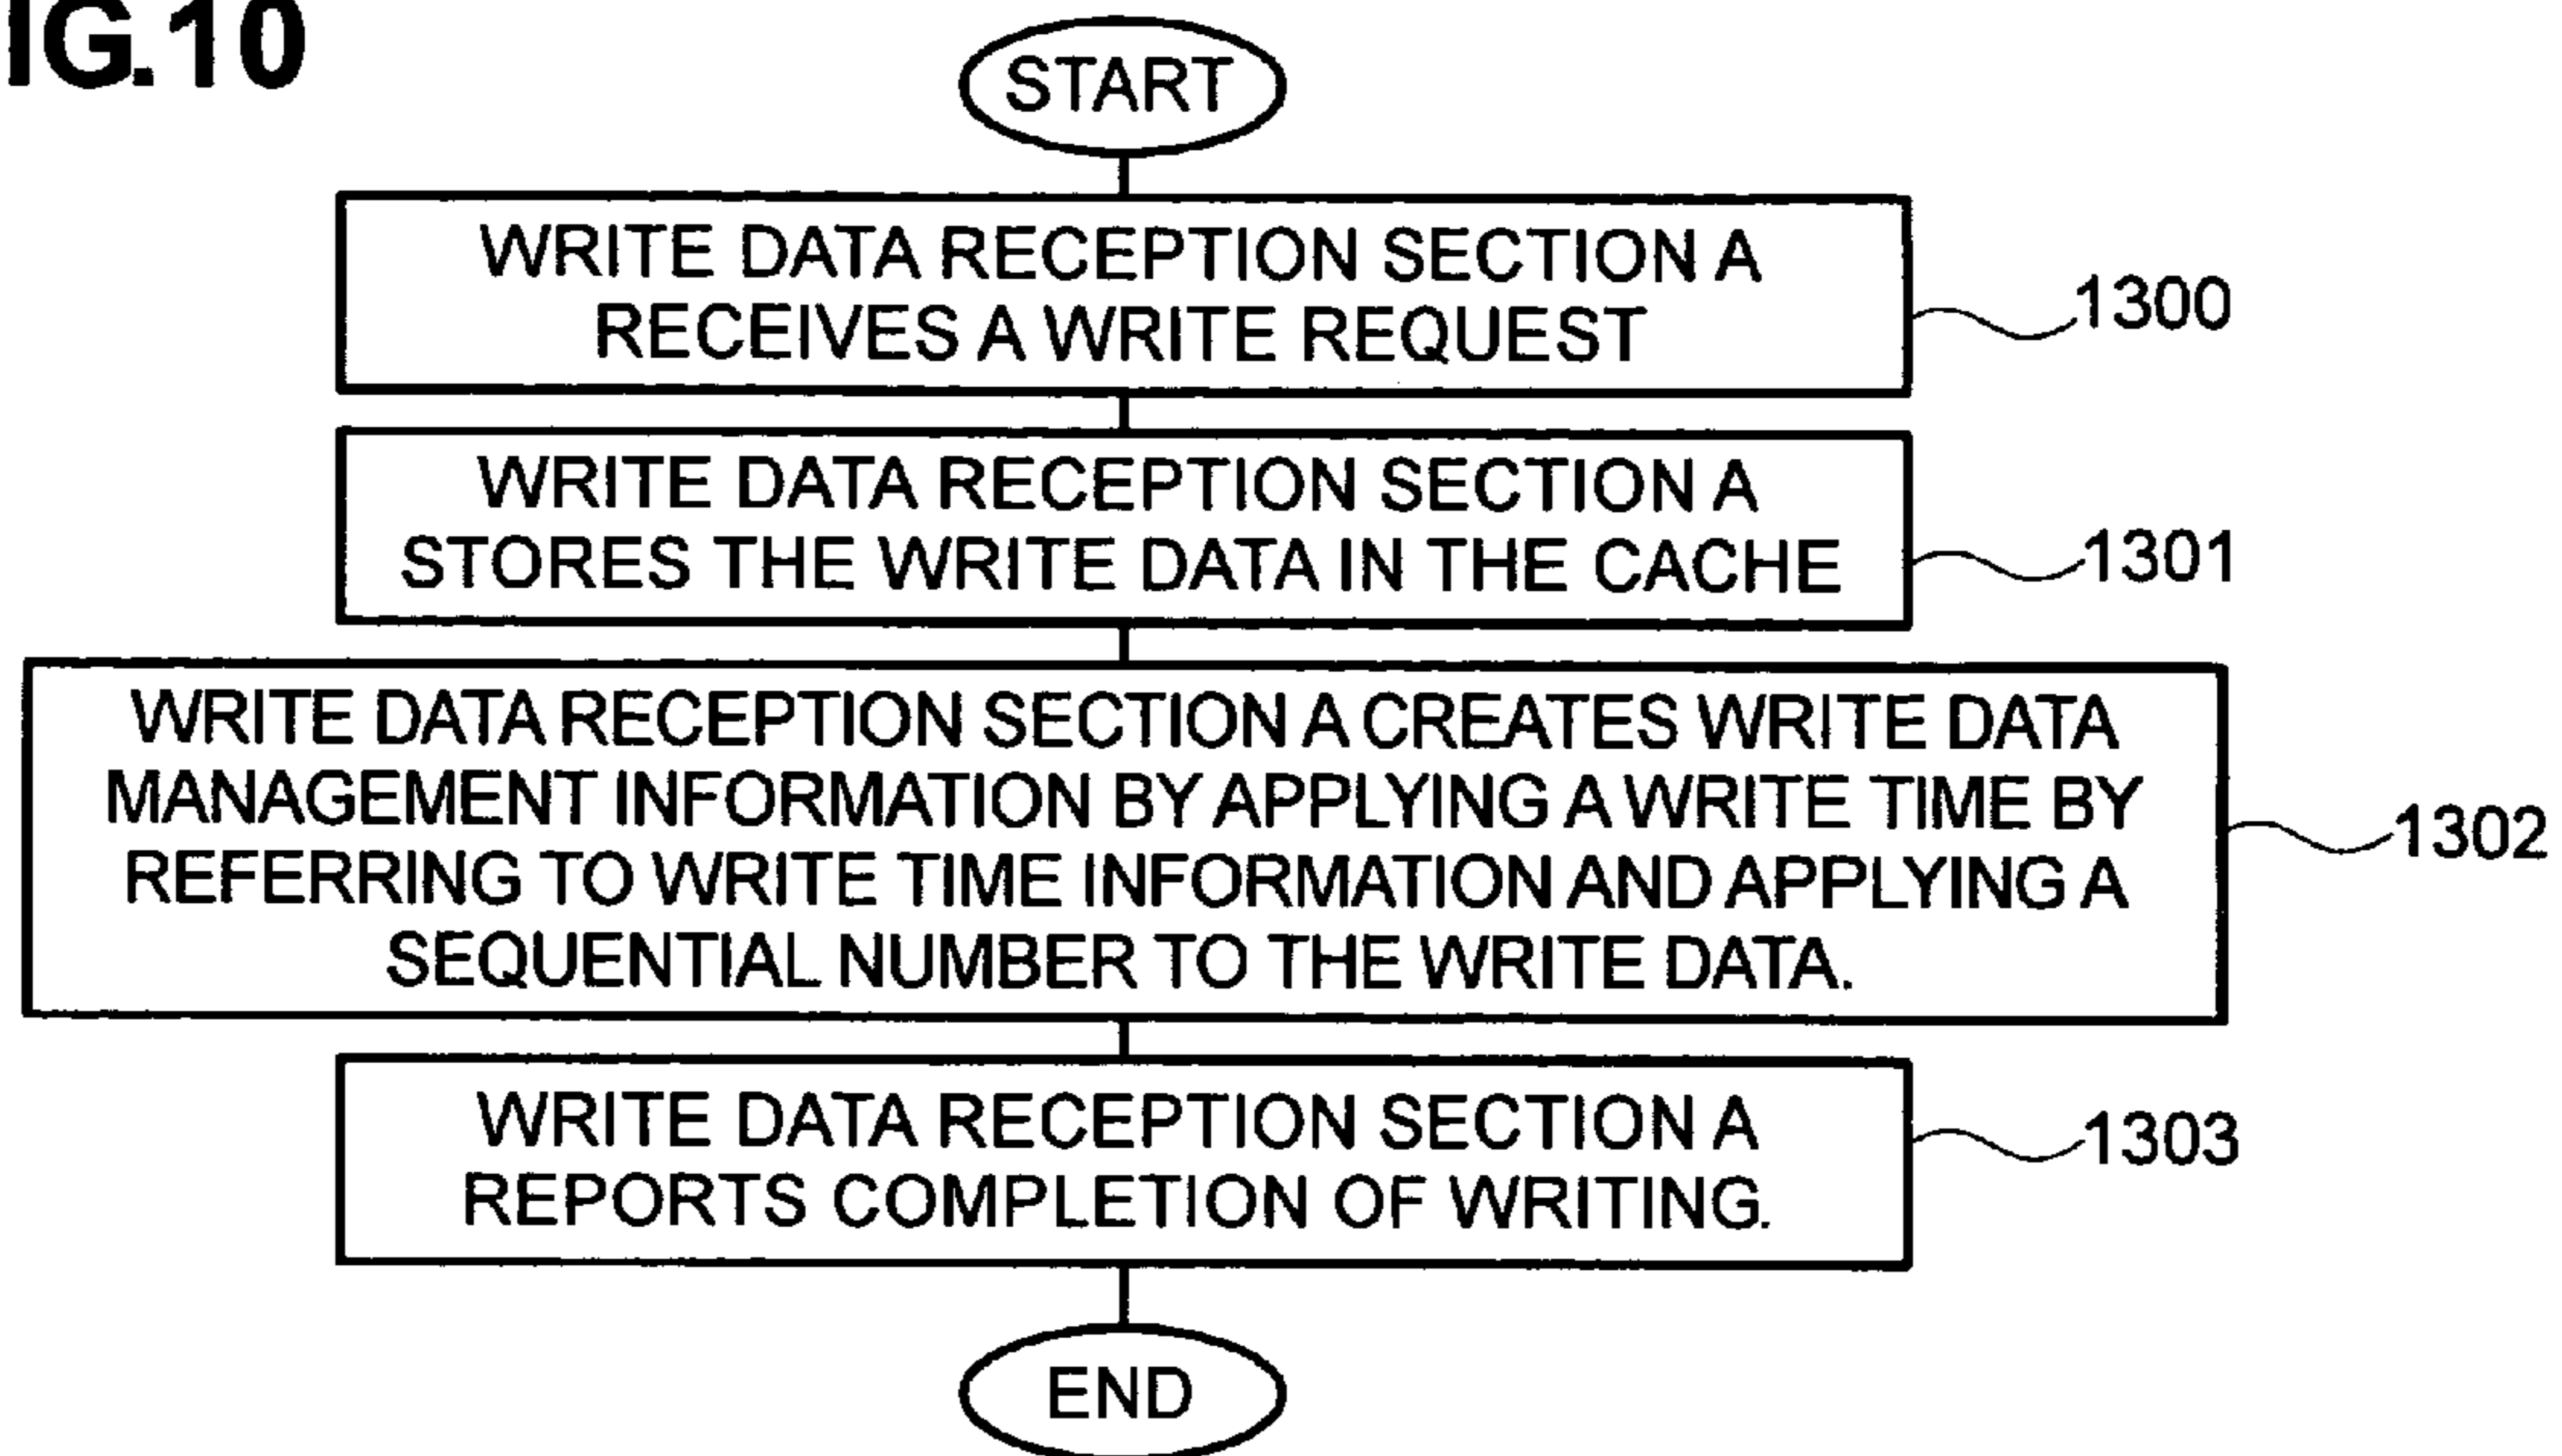 IG.10
START
WRITE DATA RECEPTION SECTION A
RECEIVES A WRITE REQUEST
1300
WRITE DATA RECEPTION SECTION A
STORES THE WRITE DATA IN THE CACHE
1301
WRITE DATA RECEPTION SECTION A CREATES WRITE DATA
MANAGEMENT INFORMATION BY APPLYING A WRITE TIME BY
REFERRING TO WRITE TIME INFORMATION AND APPLYING A
SEQUENTIAL NUMBER TO THE WRITE DATA.
1302
WRITE DATA RECEPTION SECTION A
REPORTS COMPLETION OF WRITING.
1303
END